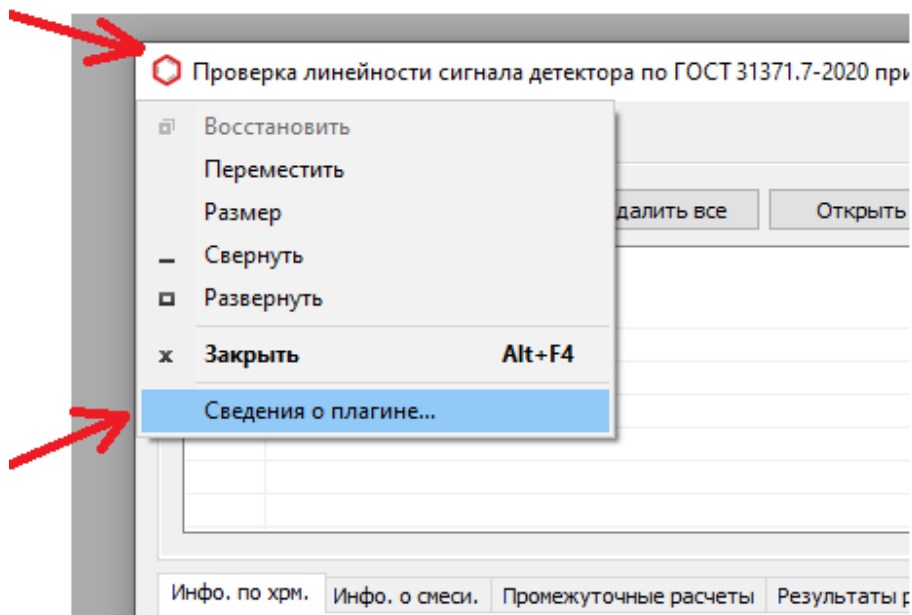 Проверка линейности сигнала детектора по ГОСТ 31371.7-2020
Восстановить
Переместить
Размер
далить все
Открыть
Свернуть
Развернуть
Закрыть Alt+F4
Сведения о плагине...
Инфо. по хрм. Инфо. о смеси. Промежуточные расчеты Результаты